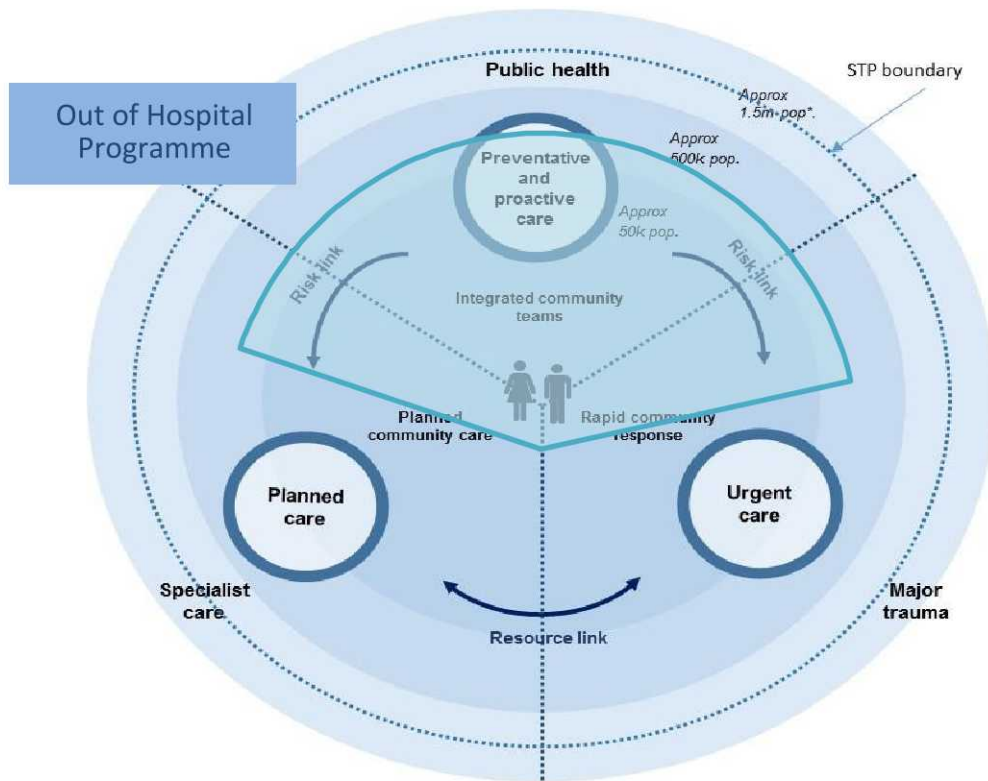 Out of Hospital
Programme
Public health
STP boundary
Approx
1.5m pop*.
Approx
500k pop.
Preventative
and
proactive
care
Approx
50k pop.
Risk link
Risk link
Integrated community
teams
Planned
community care
Rapid community
response
Planned
care
Urgent
care
Specialist
care
Major
trauma
Resource link